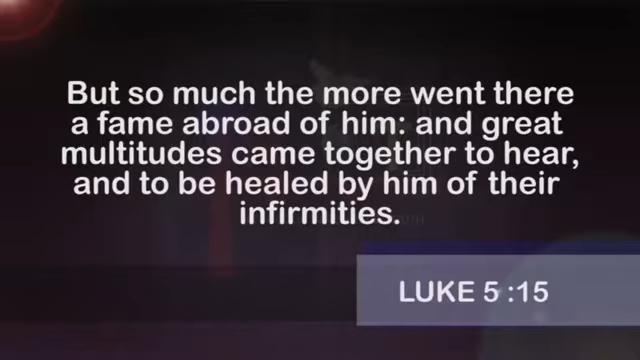 But so much the more went there
a fame abroad of him: and great
multitudes came together to hear,
and to be healed by him of their
infirmities.
LUKE 5 :15